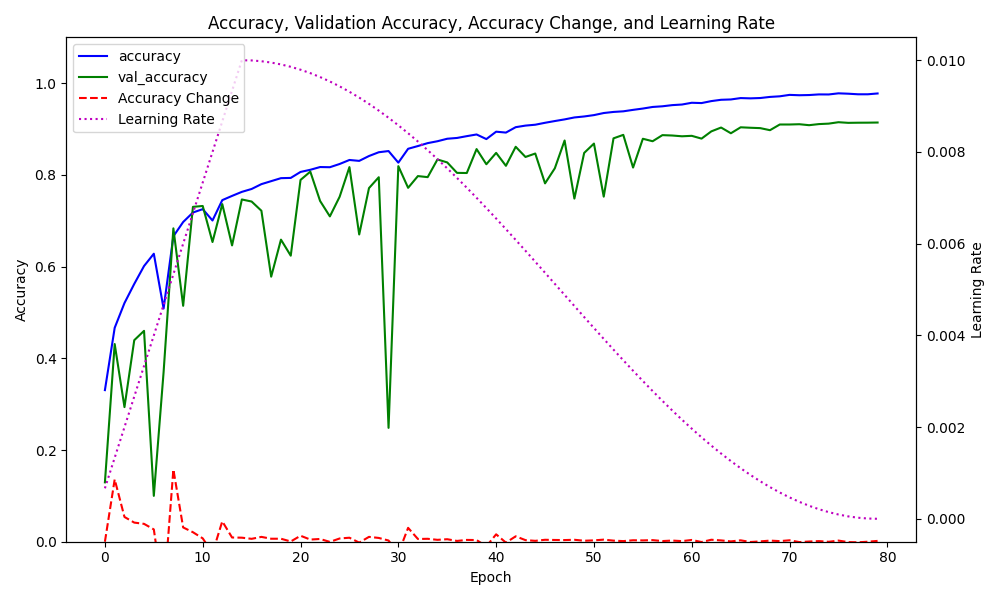 Accuracy, Validation Accuracy, Accuracy Change, and Learning Rate
accuracy
val_accuracy
Accuracy Change
Learning Rate
Accuracy
1.0
0.8
0.6
0.4
0.2
0.0
0 10 20 30 40 50 60 70 80
Epoch
0.010
0.008
0.006
0.004
0.002
0.000
Learning Rate